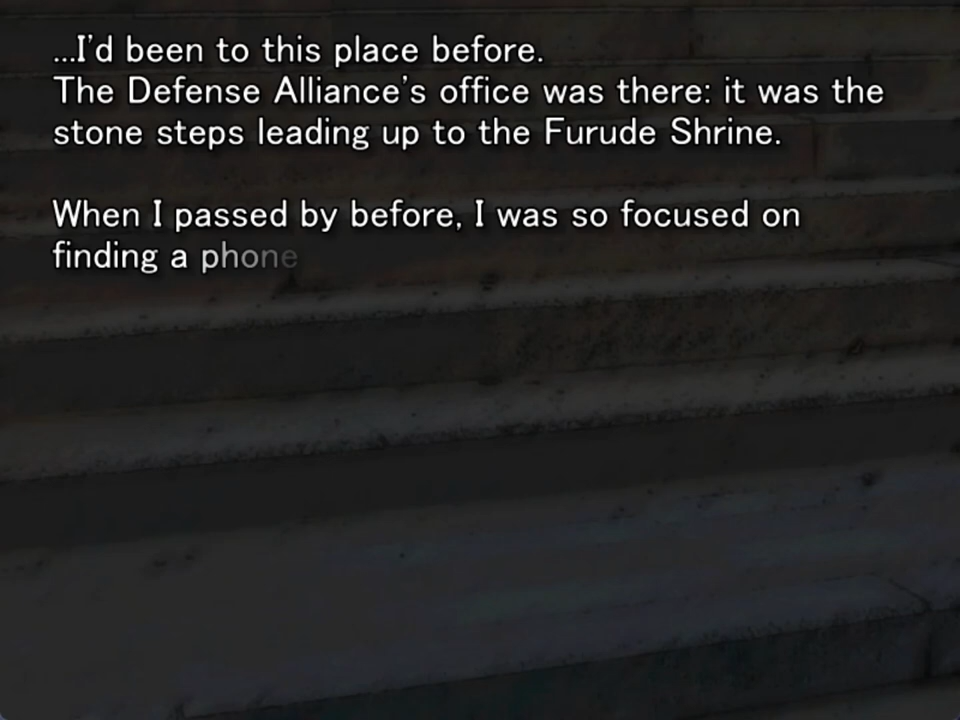 ...I'd been to this place before.
The Defense Alliance's office was there: it was the
stone steps leading up to the Furude Shrine.
When I passed by before, I was so focused on
finding a phone